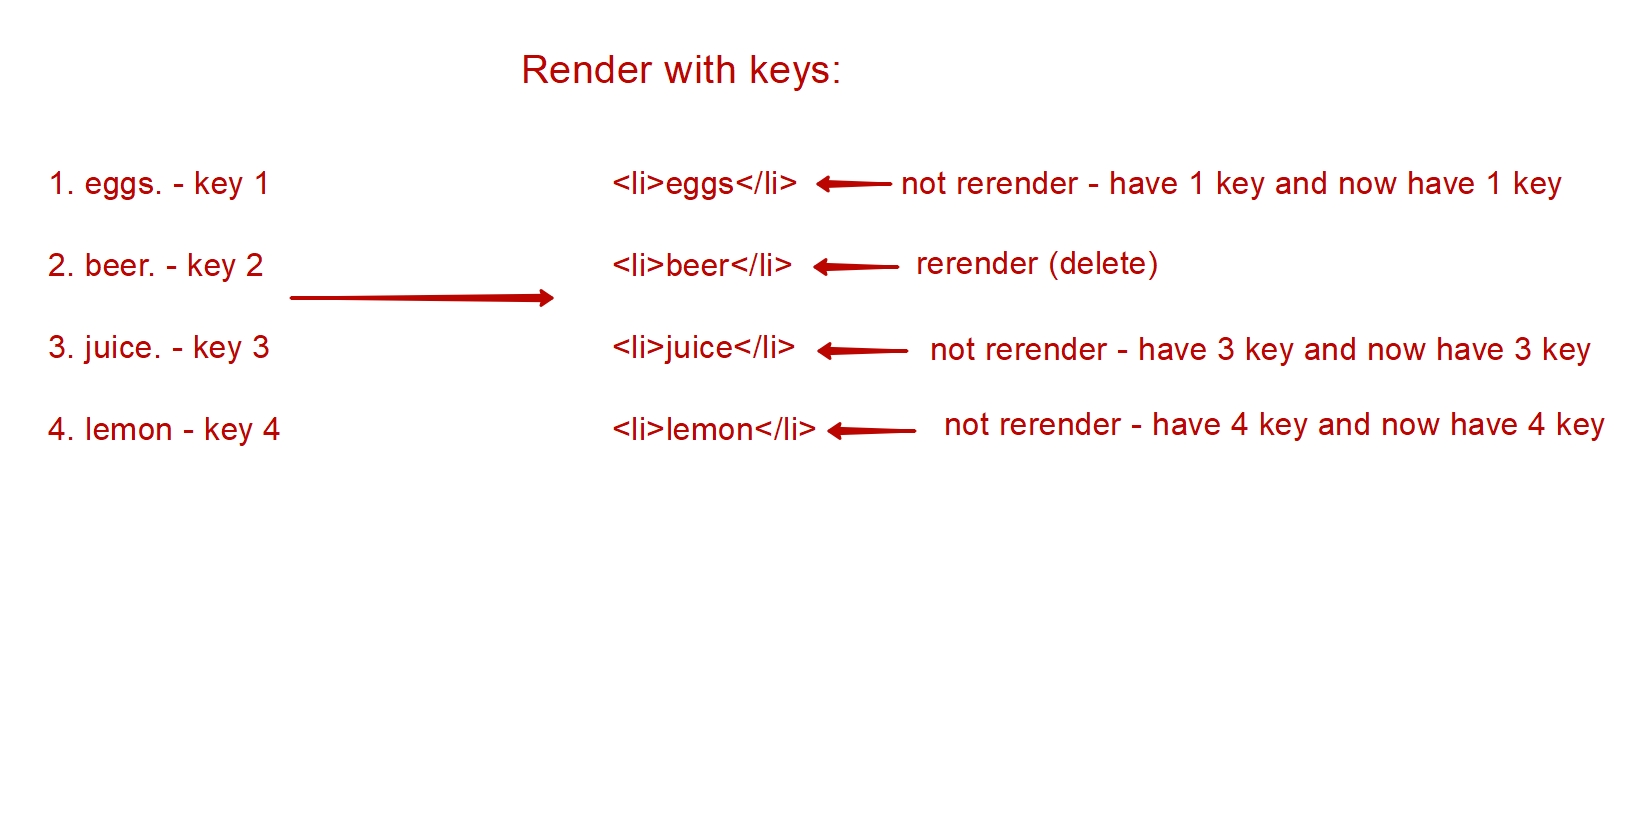 Render with keys:
1. eggs. - key 1
<li>eggs</li>
not rerender - have 1 key and now have 1 key
2. beer. - key 2
<li>beer</li>
rerender (delete)
3. juice. - key 3
<li>juice</li>
not rerender - have 3 key and now have 3 key
4. lemon - key 4
<li>lemon</li>
not rerender - have 4 key and now have 4 key